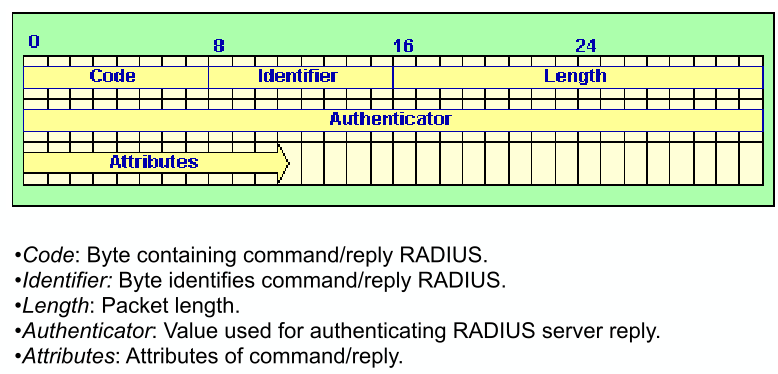 0 8 16 24
Code Identifier Length
Authenticator
Attributes
•Code: Byte containing command/reply RADIUS.
•Identifier: Byte identifies command/reply RADIUS.
•Length: Packet length.
•Authenticator: Value used for authenticating RADIUS server reply.
•Attributes: Attributes of command/reply.